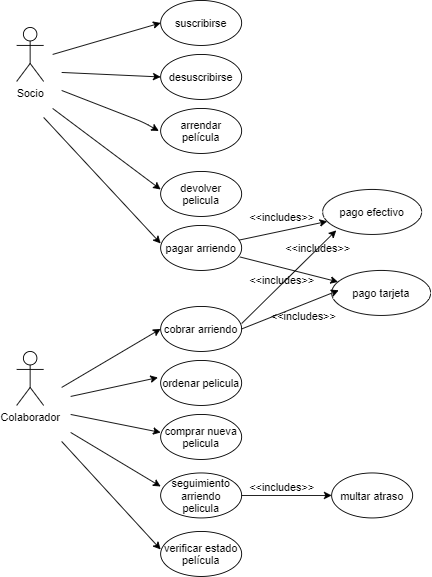 suscribirse
Socio
desuscribirse
arrendar
película
devolver
pelicula
<<includes>>
pago efectivo
pagar arriendo
<<includes>>
<<includes>>
pago tarjeta
<<includes>>
cobrar arriendo
Colaborador
ordenar pelicula
comprar nueva
pelicula
seguimiento
arriendo
pelicula
<<includes>>
multar atraso
verificar estado
película